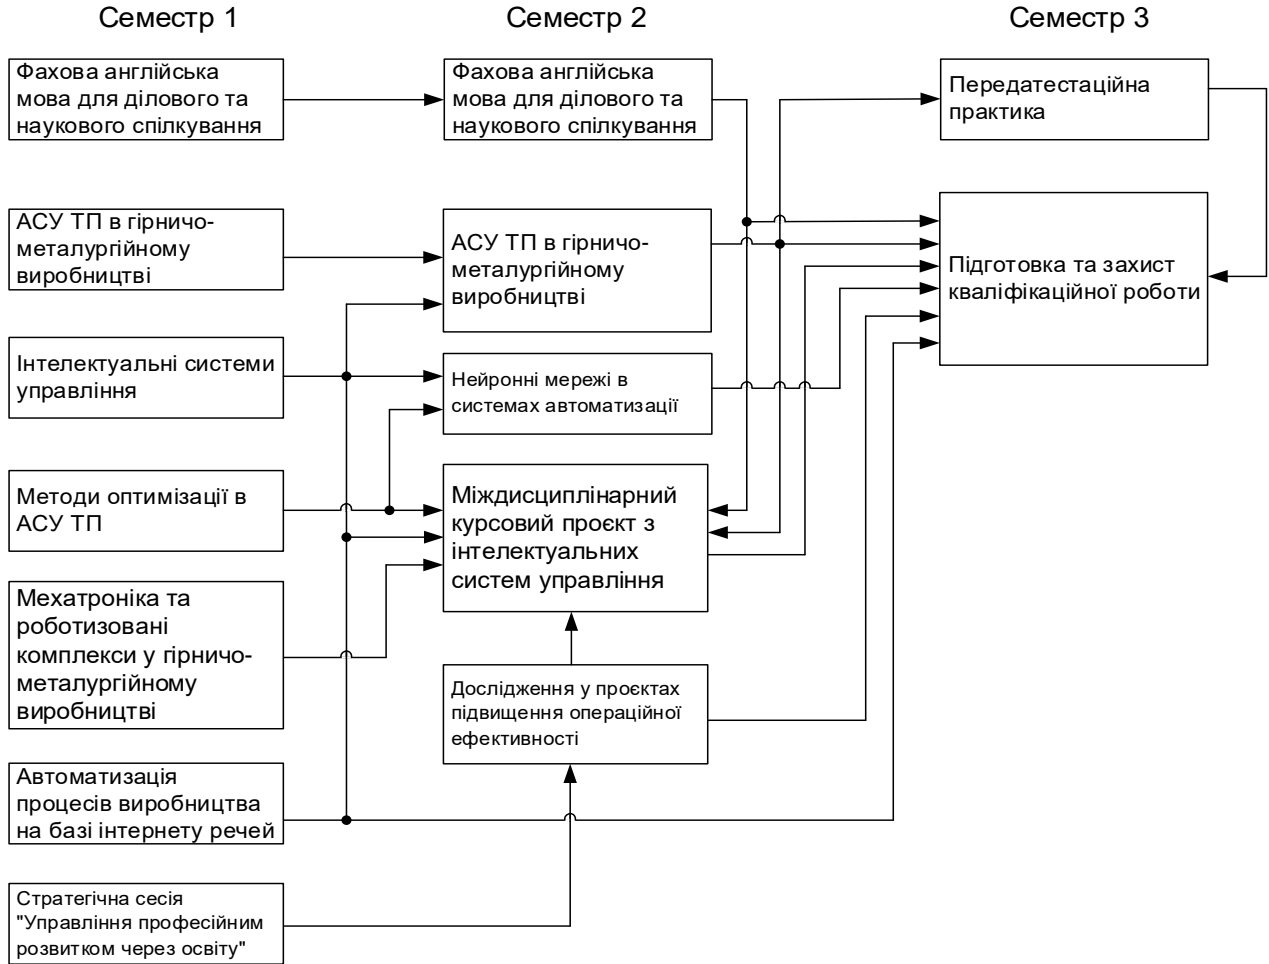 Семестр 1
Семестр 2
Семестр 3
Фахова англійська
мова для ділового та
наукового спілкування
Фахова англійська
мова для ділового та
наукового спілкування
Передатестаційна
практика
АСУ ТП в гірничо-
металургійному
виробництві
АСУ ТП в гірничо-
металургійному
виробництві
Підготовка та захист
кваліфікаційної роботи
Інтелектуальні системи
управління
Нейронні мережі в
системах автоматизації
Методи оптимізації в
АСУ ТП
Міждисциплінарний
курсовий проєкт з
інтелектуальних
систем управління
Мехатроніка та
роботизовані
комплекси у гірничо-
металургійному
виробництві
Дослідження у проєктах
підвищення операційної
ефективності
Автоматизація
процесів виробництва
на базі інтернету речей
Стратегічна сесія
"Управління професійним
розвитком через освіту"